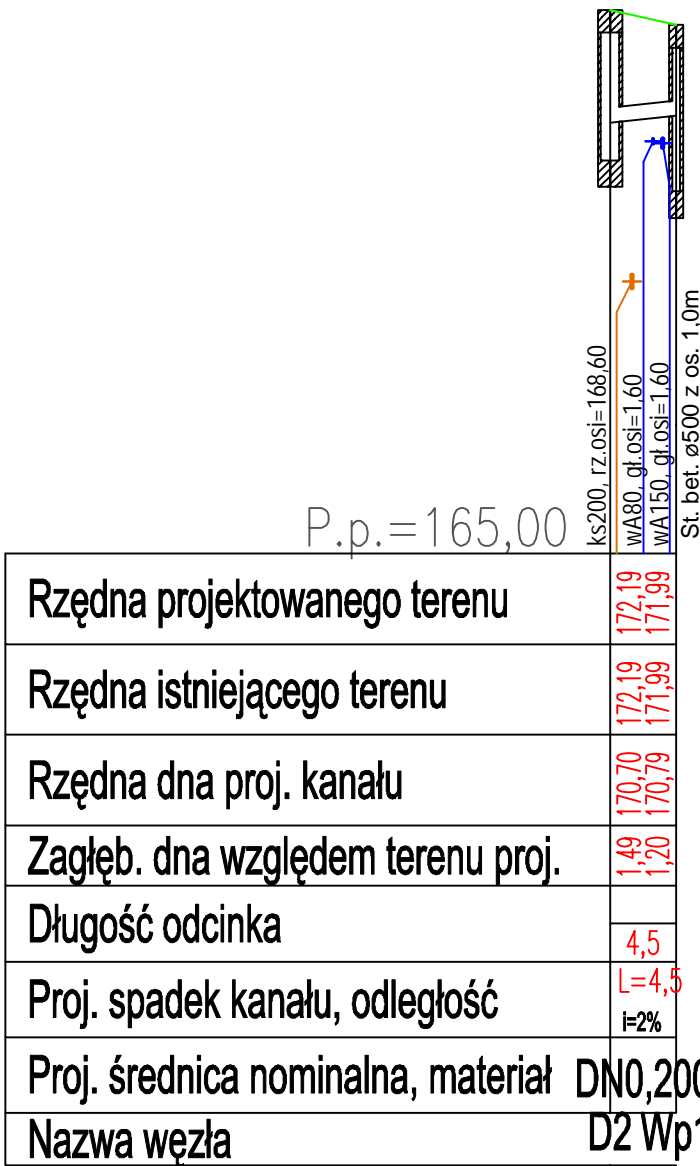 ks200, rz.osi=168,60
wA80, gł.osi=1,60
wA150, gł.osi=1,60
St. bet. ø500 z os. 1,0m
P.p.=165,00
Rzędna projektowanego terenu
172,19
171,99
Rzędna istniejącego terenu
172,19
171,99
Rzędna dna proj. kanału
170,70
170,79
Zagłęb. dna względem terenu proj.
1,49
1,20
Długość odcinka
4,5
Proj. spadek kanału, odległość
L=4,5
i=2%
Proj. średnica nominalna, materiał DN0,200
Nazwa węzła D2 Wp1